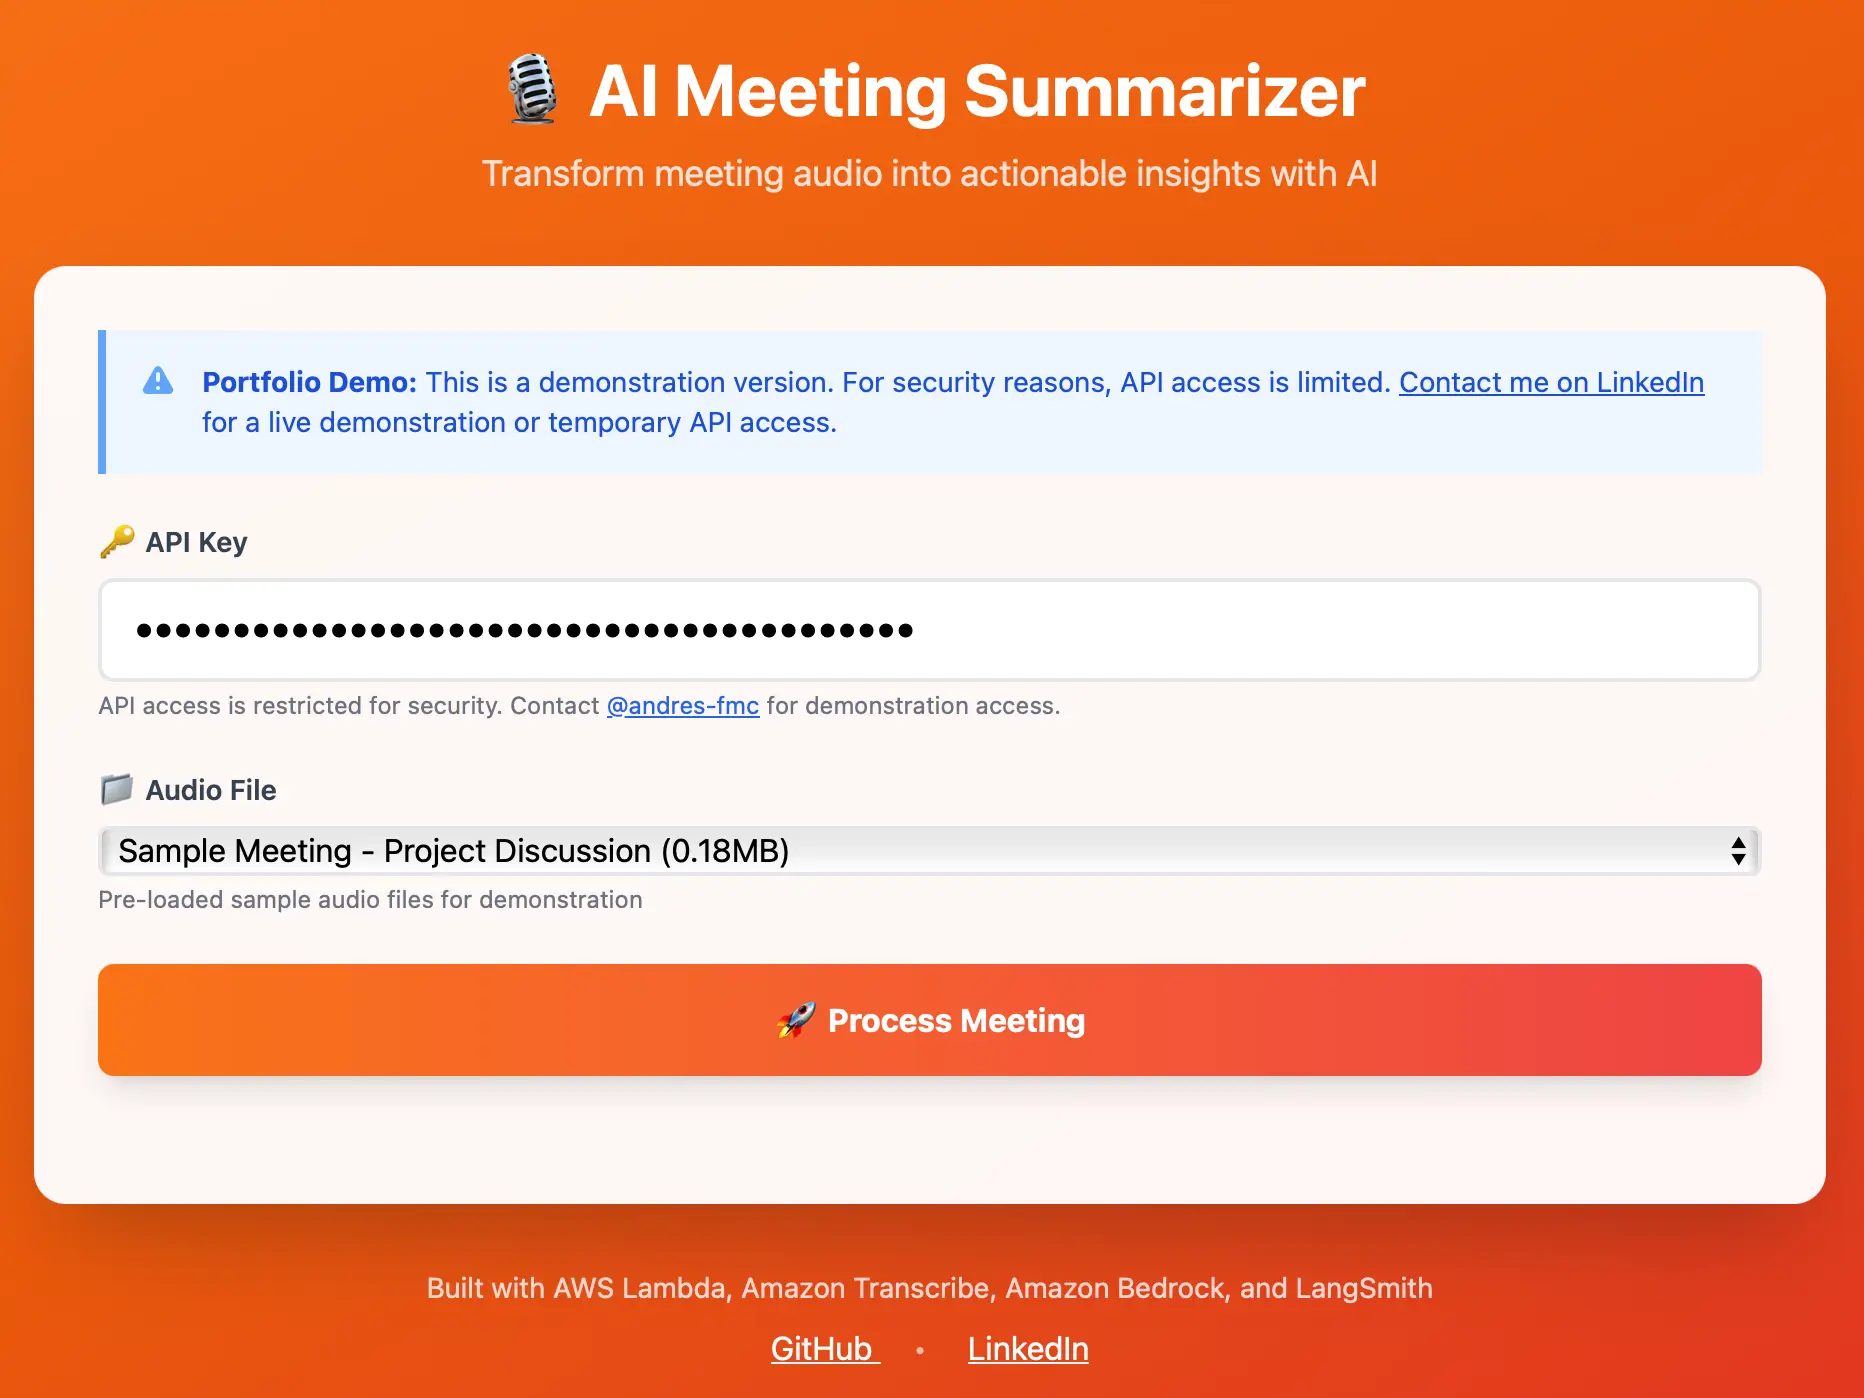 AI Meeting Summarizer
Transform meeting audio into actionable insights with AI
Portfolio Demo: This is a demonstration version. For security reasons, API access is limited. Contact me on LinkedIn
for a live demonstration or temporary API access.
API Key
••••••••••••••••••••••••••••••••••••••••
API access is restricted for security. Contact @andres-fmc for demonstration access.
Audio File
Sample Meeting - Project Discussion (0.18MB)
Pre-loaded sample audio files for demonstration
Process Meeting
Built with AWS Lambda, Amazon Transcribe, Amazon Bedrock, and LangSmith
GitHub • LinkedIn